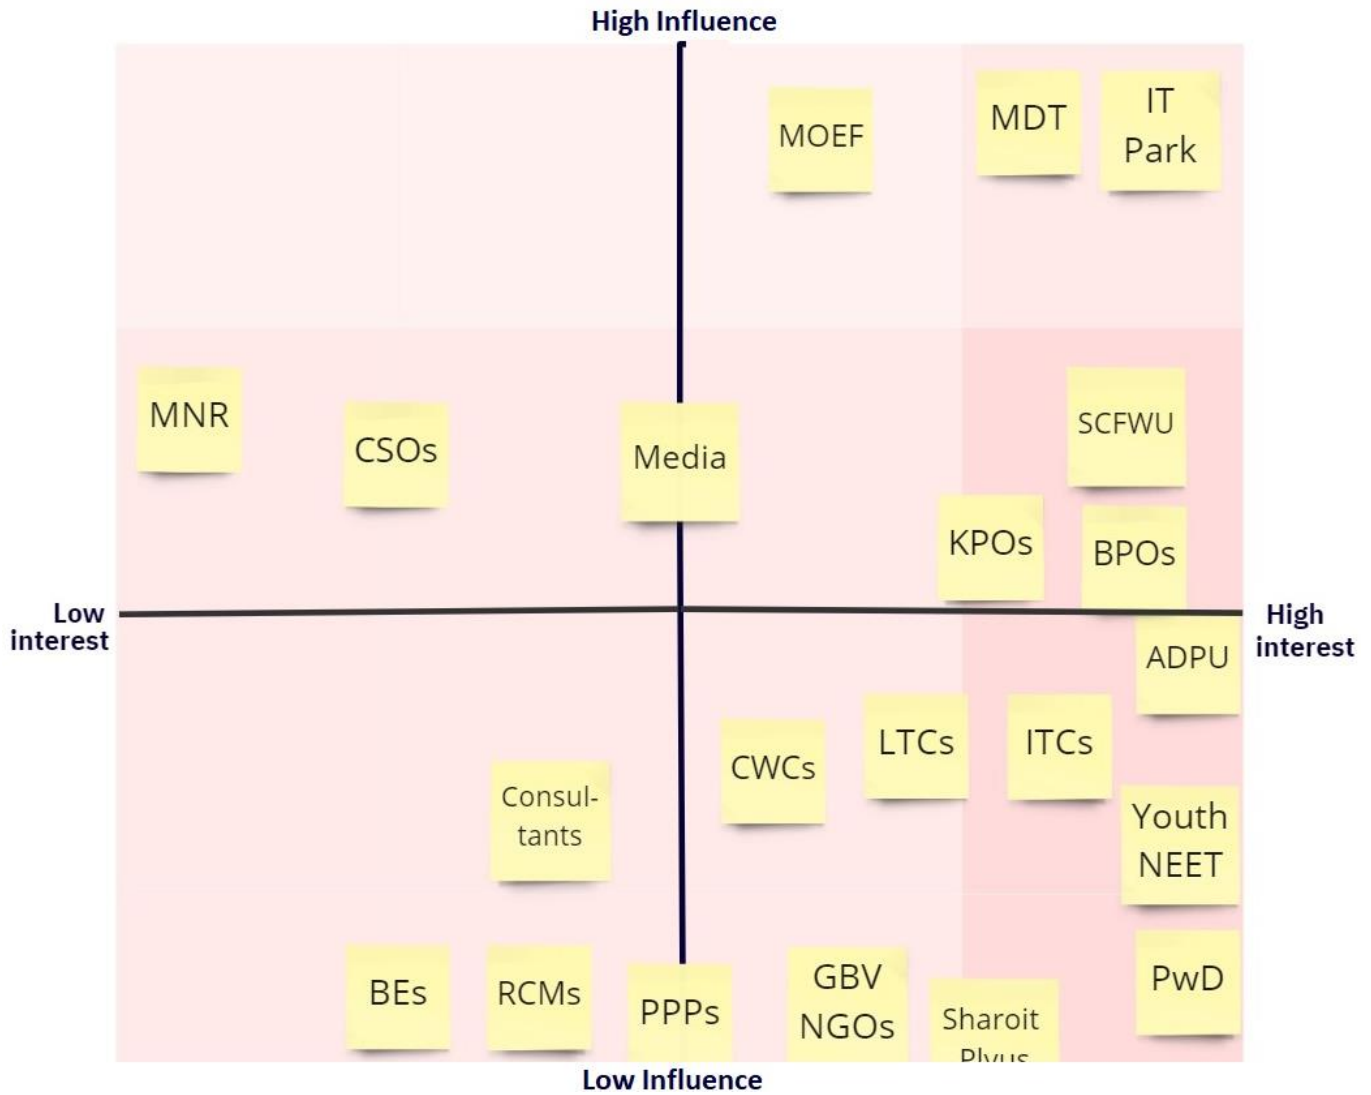 High Influence
MOEF
MDT
IT
Park
MNR
CSOs
Media
SCFWU
KPOs
BPOs
Low
interest
High
interest
ADPU
LTCs
ITCs
CWCs
Consul-
tants
Youth
NEET
BEs
RCMs
PPPs
GBV
NGOs
Sharoit
Plyus
PwD
Low Influence